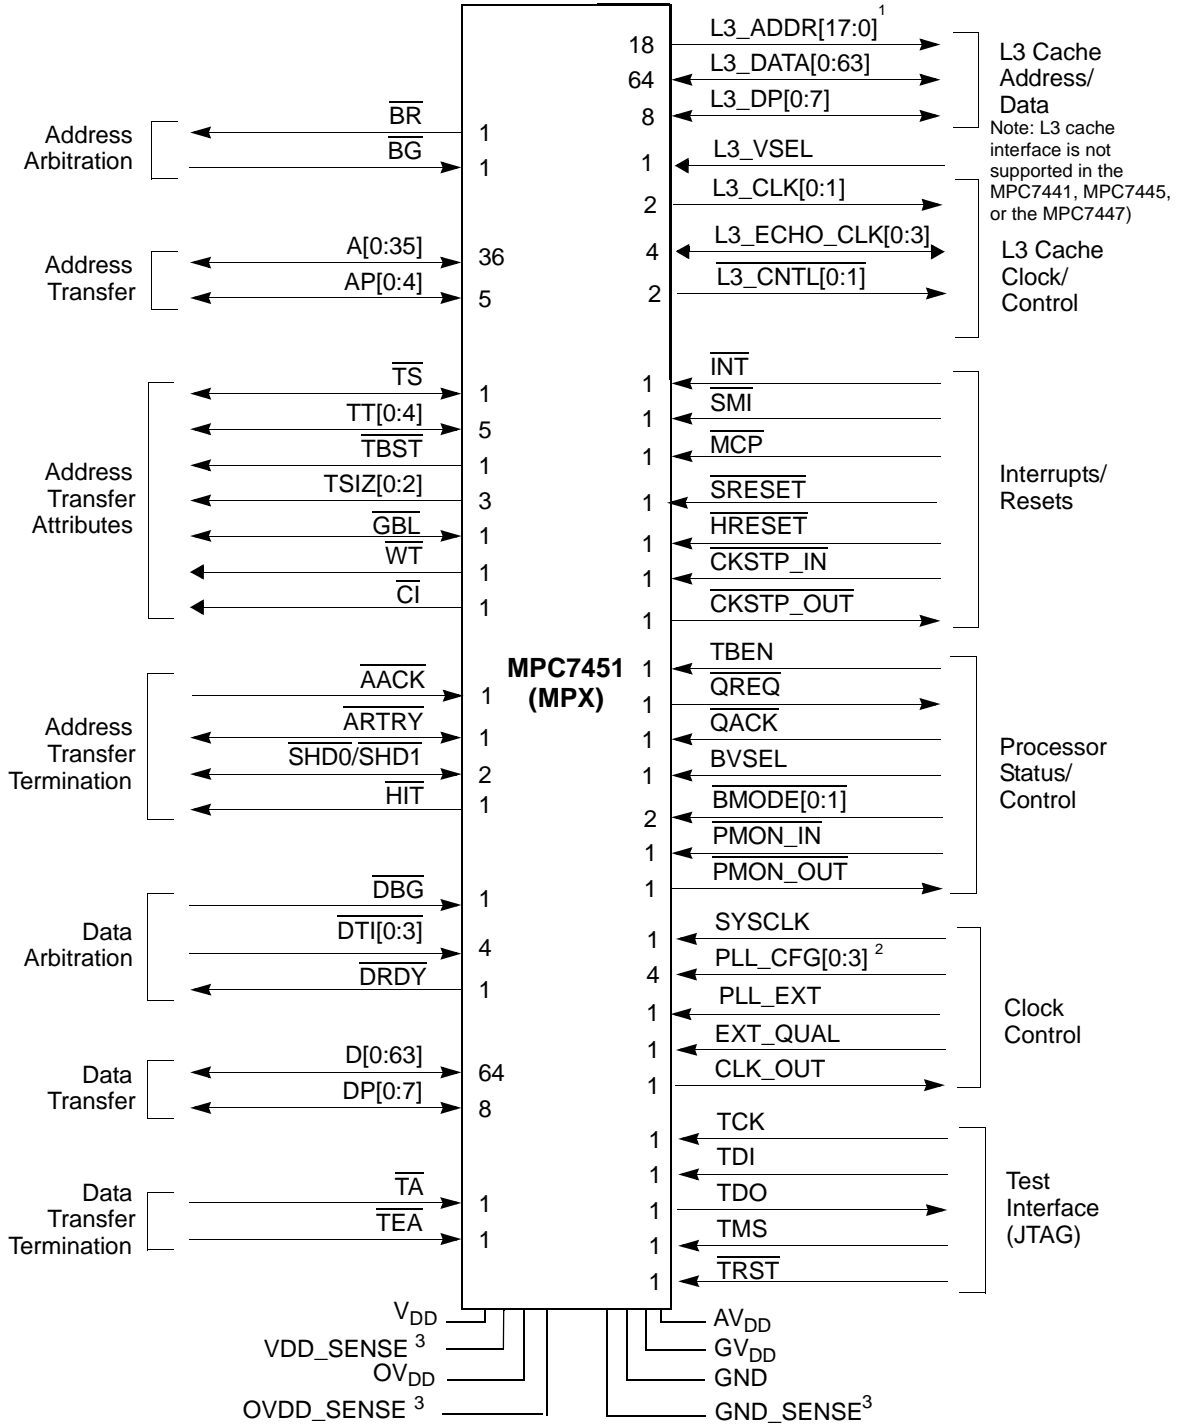 L3_ADDR[17:0]1
18
L3_DATA[0:63]
64
L3_DP[0:7]
8
L3 Cache
Address/
Data
Note: L3 cache
interface is not
supported in the
MPC7441, MPC7445,
or the MPC7447)
L3_VSEL
1
L3_CLK[0:1]
2
L3_ECHO_CLK[0:3]
4
L3_CNTL[0:1]
2
L3 Cache
Clock/
Control
Address
Arbitration
BR
1
BG
1
Address
Transfer
A[0:35]
36
AP[0:4]
5
Address
Transfer
Attributes
TS
1
TT[0:4]
5
TBST
1
TSIZ[0:2]
3
GBL
1
WT
1
CI
1
INT
1
SMI
1
MCP
1
SRESET
1
HRESET
1
CKSTP_IN
1
CKSTP_OUT
1
Interrupts/
Resets
MPC7451
(MPX)
Address
Transfer
Termination
AACK
1
ARTRY
1
SHD0/SHD1
2
HIT
1
TBEN
1
QREQ
1
QACK
1
BVSEL
1
BMODE[0:1]
2
PMON_IN
1
PMON_OUT
1
Processor
Status/
Control
Data
Arbitration
DBG
1
DTI[0:3]
4
DRDY
1
SYSCLK
1
PLL_CFG[0:3] 2
4
PLL_EXT
1
EXT_QUAL
1
CLK_OUT
1
Clock
Control
Data
Transfer
D[0:63]
64
DP[0:7]
8
Data
Transfer
Termination
TA
1
TEA
1
TCK
1
TDI
1
TDO
1
TMS
1
TRST
1
Test
Interface
(JTAG)
VDD
VDD_SENSE 3
OVDD
OVDD_SENSE 3
AVDD
GVDD
GND
GND_SENSE3